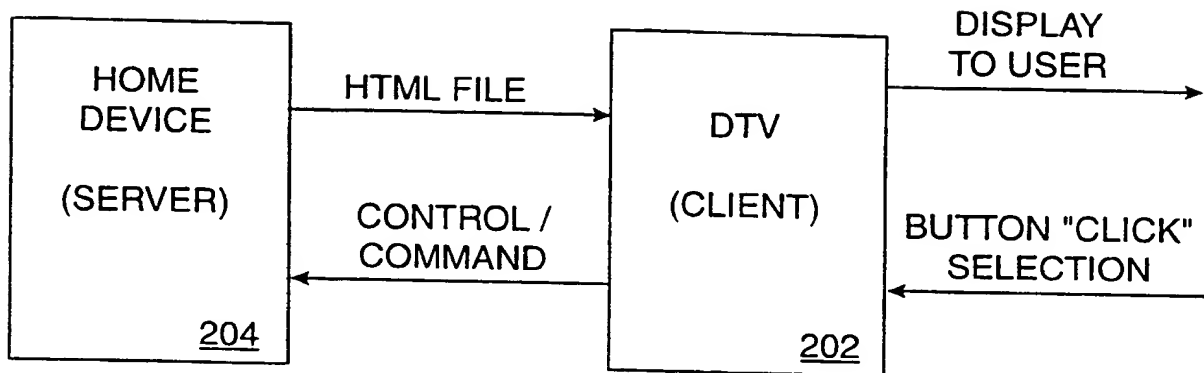 HOME
DEVICE
(SERVER)
204
HTML FILE
CONTROL /
COMMAND
DTV
(CLIENT)
202
DISPLAY
TO USER
BUTTON "CLICK"
SELECTION